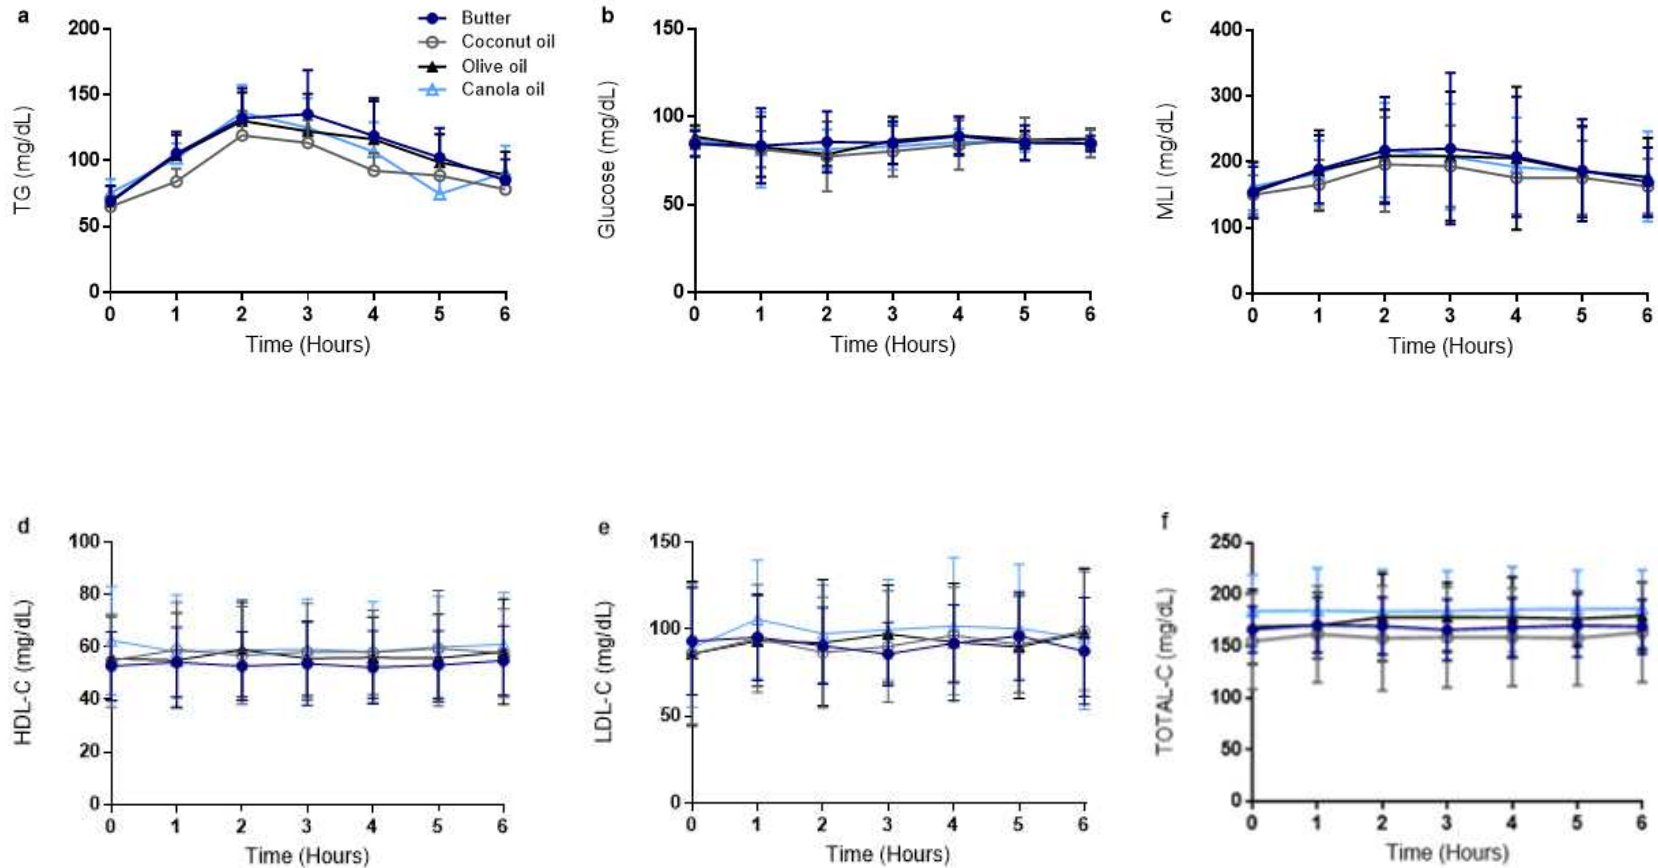 a
Butter
Coconut oil
Olive oil
Canola oil
TG (mg/dL)
200
150
100
50
0
0 1 2 3 4 5 6
Time (Hours)
b
Glucose (mg/dL)
150
100
50
0
0 1 2 3 4 5 6
Time (Hours)
c
MLI (mg/dL)
400
300
200
100
0
0 1 2 3 4 5 6
Time (Hours)
d
HDL-C (mg/dL)
100
80
60
40
20
0
0 1 2 3 4 5 6
Time (Hours)
e
LDL-C (mg/dL)
150
100
50
0
0 1 2 3 4 5 6
Time (Hours)
f
TOTAL-C (mg/dL)
250
200
150
100
50
0
0 1 2 3 4 5 6
Time (Hours)